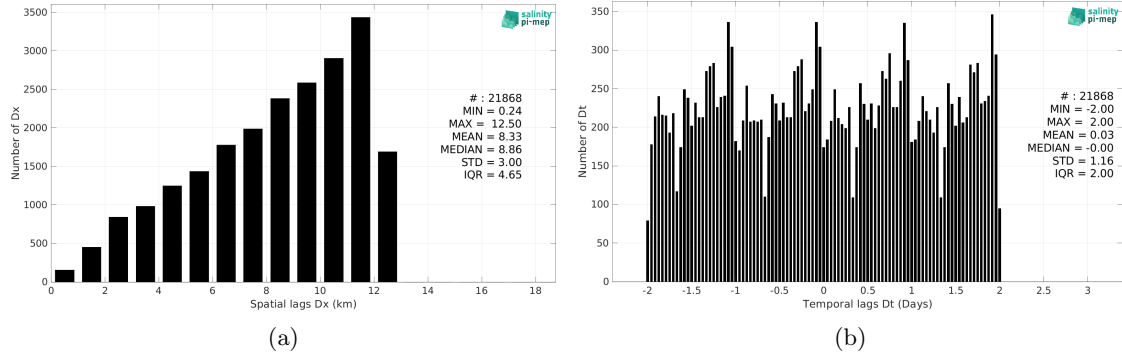 salinity
pi-mep
3500
3000
2500
2000
1500
1000
500
0
Number of Dx
# : 21868
MIN = 0.24
MAX = 12.50
MEAN = 8.33
MEDIAN = 8.86
STD = 3.00
IQR = 4.65
0 2 4 6 8 10 12 14 16 18
Spatial lags Dx (km)
(a)
salinity
pi-mep
350
300
250
200
150
100
50
0
Number of Dt
# : 21868
MIN = -2.00
MAX = 2.00
MEAN = 0.03
MEDIAN = -0.00
STD = 1.16
IQR = 2.00
-2 -1.5 -1 -0.5 0 0.5 1 1.5 2 2.5 3
Temporal lags Dt (Days)
(b)